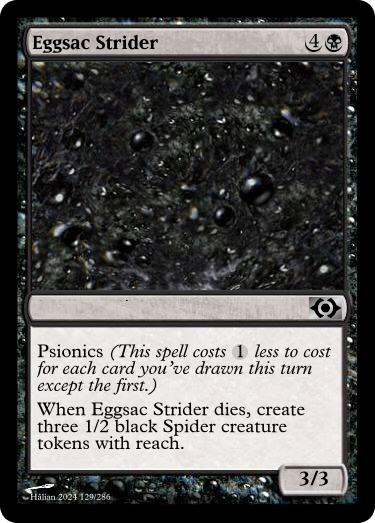 Eggsac Strider 4
Psionics (This spell costs 1 less to cost
for each card you've drawn this turn
except the first.)
When Eggsac Strider dies, create
three 1/2 black Spider creature
tokens with reach.
3/3
Hálian 2024 129/286